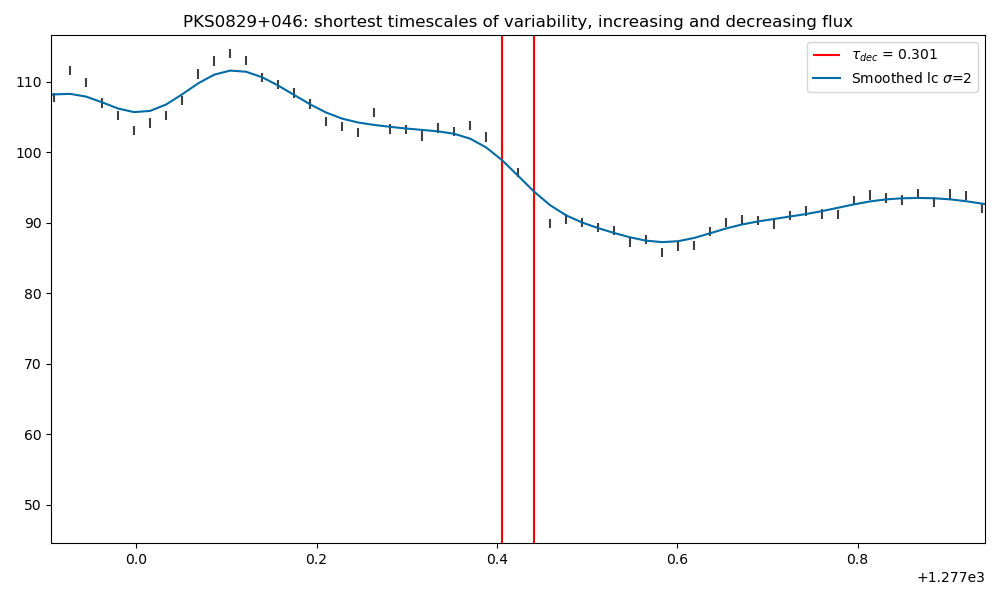 PKS0829+046: shortest timescales of variability, increasing and decreasing flux
τdec = 0.301
Smoothed lc σ=2
110
100
90
80
70
60
50
0.0 0.2 0.4 0.6 0.8
+1.277e3